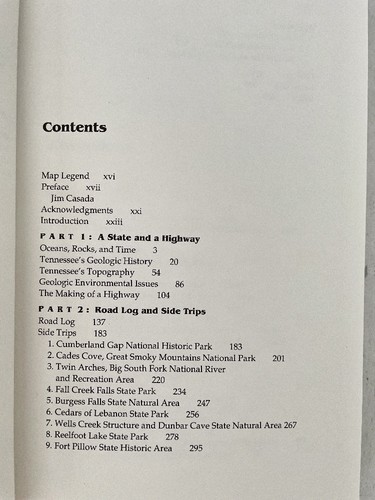 Contents
Map Legend xvi
Preface xvii
Jim Casada
Acknowledgments xxi
Introduction xxiii
PART 1: A State and a Highway
Oceans, Rocks, and Time 3
Tennessee's Geologic History 20
Tennessee's Topography 54
Geologic Environmental Issues 86
The Making of a Highway 104
PART 2: Road Log and Side Trips
Road Log 137
Side Trips 183
1. Cumberland Gap National Historic Park 183
2. Cades Cove, Great Smoky Mountains National Park 201
3. Twin Arches, Big South Fork National River
and Recreation Area 220
4. Fall Creek Falls State Park 234
5. Burgess Falls State Natural Area 247
6. Cedars of Lebanon State Park 256
7. Wells Creek Structure and Dunbar Cave State Natural Area 267
8. Reelfoot Lake State Park 278
9. Fort Pillow State Historic Area 295